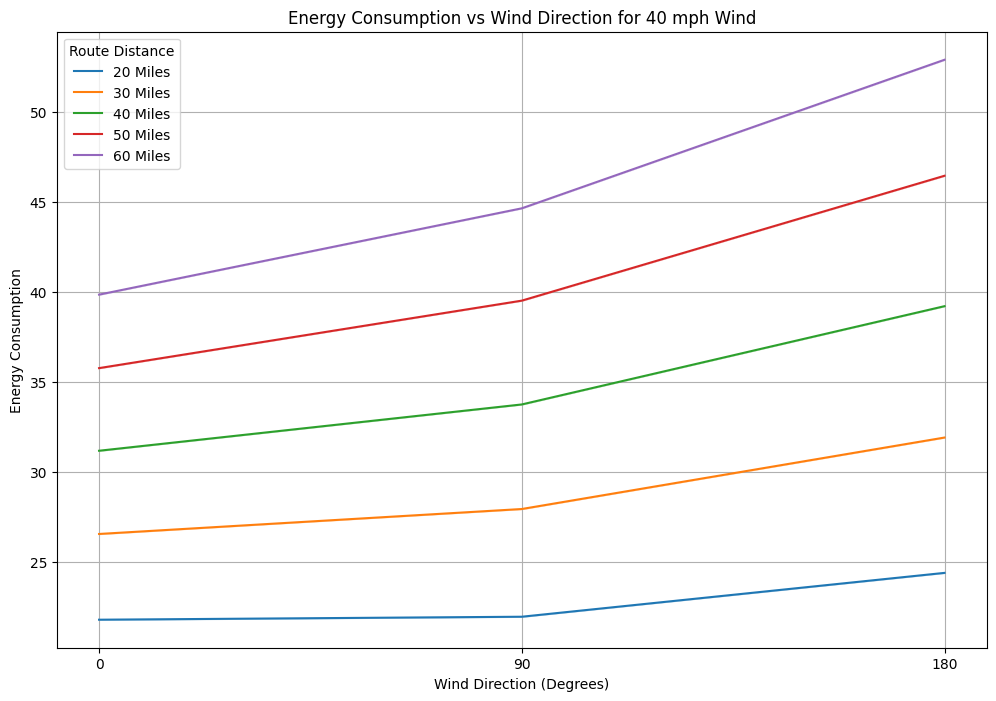 Energy Consumption vs Wind Direction for 40 mph Wind
Route Distance
20 Miles
30 Miles
40 Miles
50 Miles
60 Miles
Energy Consumption
50
45
40
35
30
25
0
90
180
Wind Direction (Degrees)